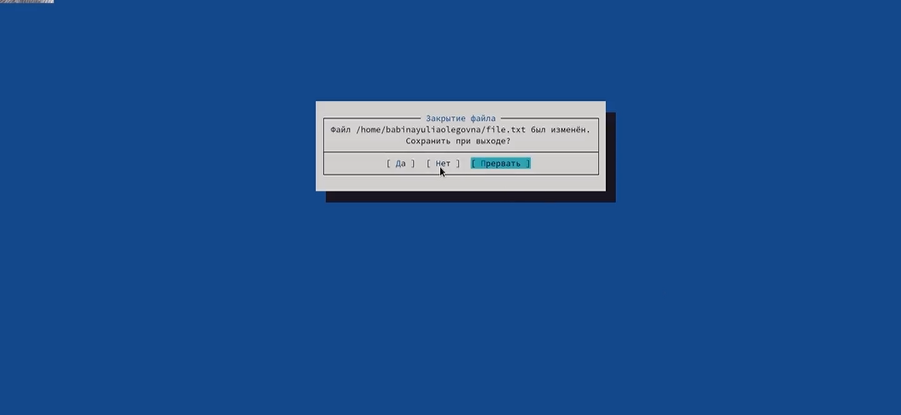 Закрытие файла
Файл /home/babinayuliaolegovna/file.txt был изменён.
Сохранить при выходе?
[ Да ] [ Нет ] [ Прервать ]